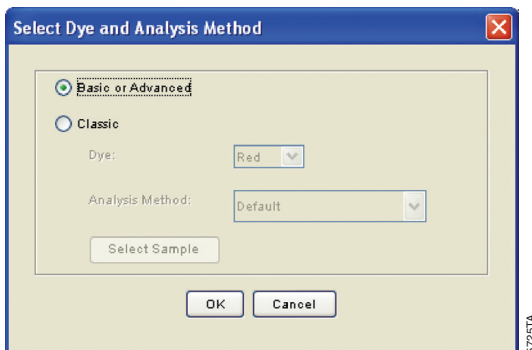 Select Dye and Analysis Method
Basic or Advanced
Classic
Dye:
Red
Analysis Method:
Default
Select Sample
OK
Cancel